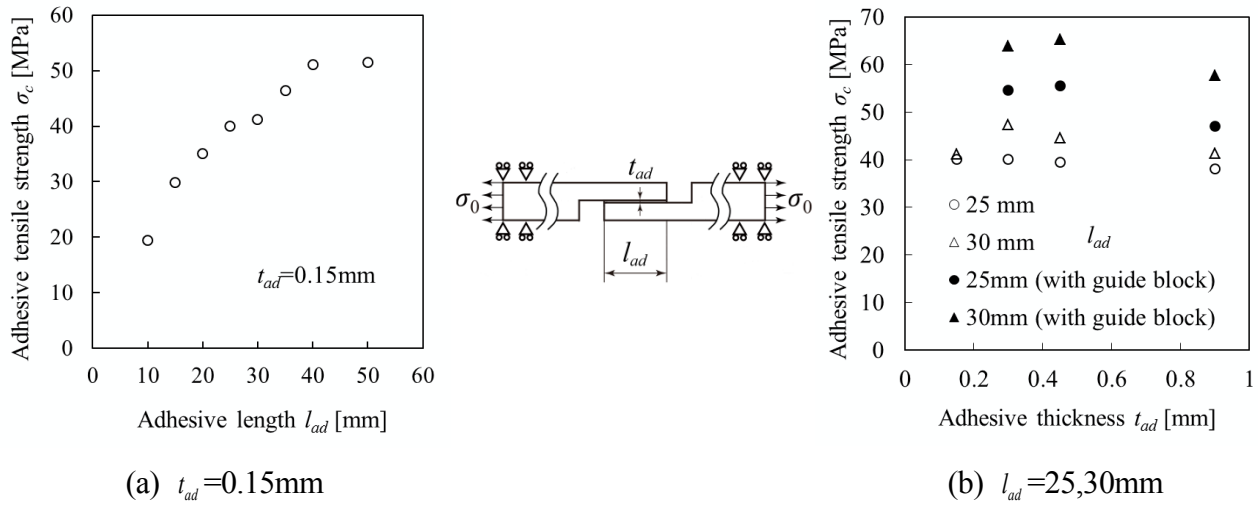 Adhesive tensile strength σc [MPa]
60
50
40
30
20
10
0
0 10 20 30 40 50 60
tad=0.15mm
Adhesive length lad [mm]
(a) tad=0.15mm
tad
σ0
σ0
lad
Adhesive tensile strength σc [MPa]
70
60
50
40
30
20
10
0
0 0.2 0.4 0.6 0.8 1
25 mm
30 mm
lad
25mm (with guide block)
30mm (with guide block)
Adhesive thickness tad [mm]
(b) lad=25,30mm